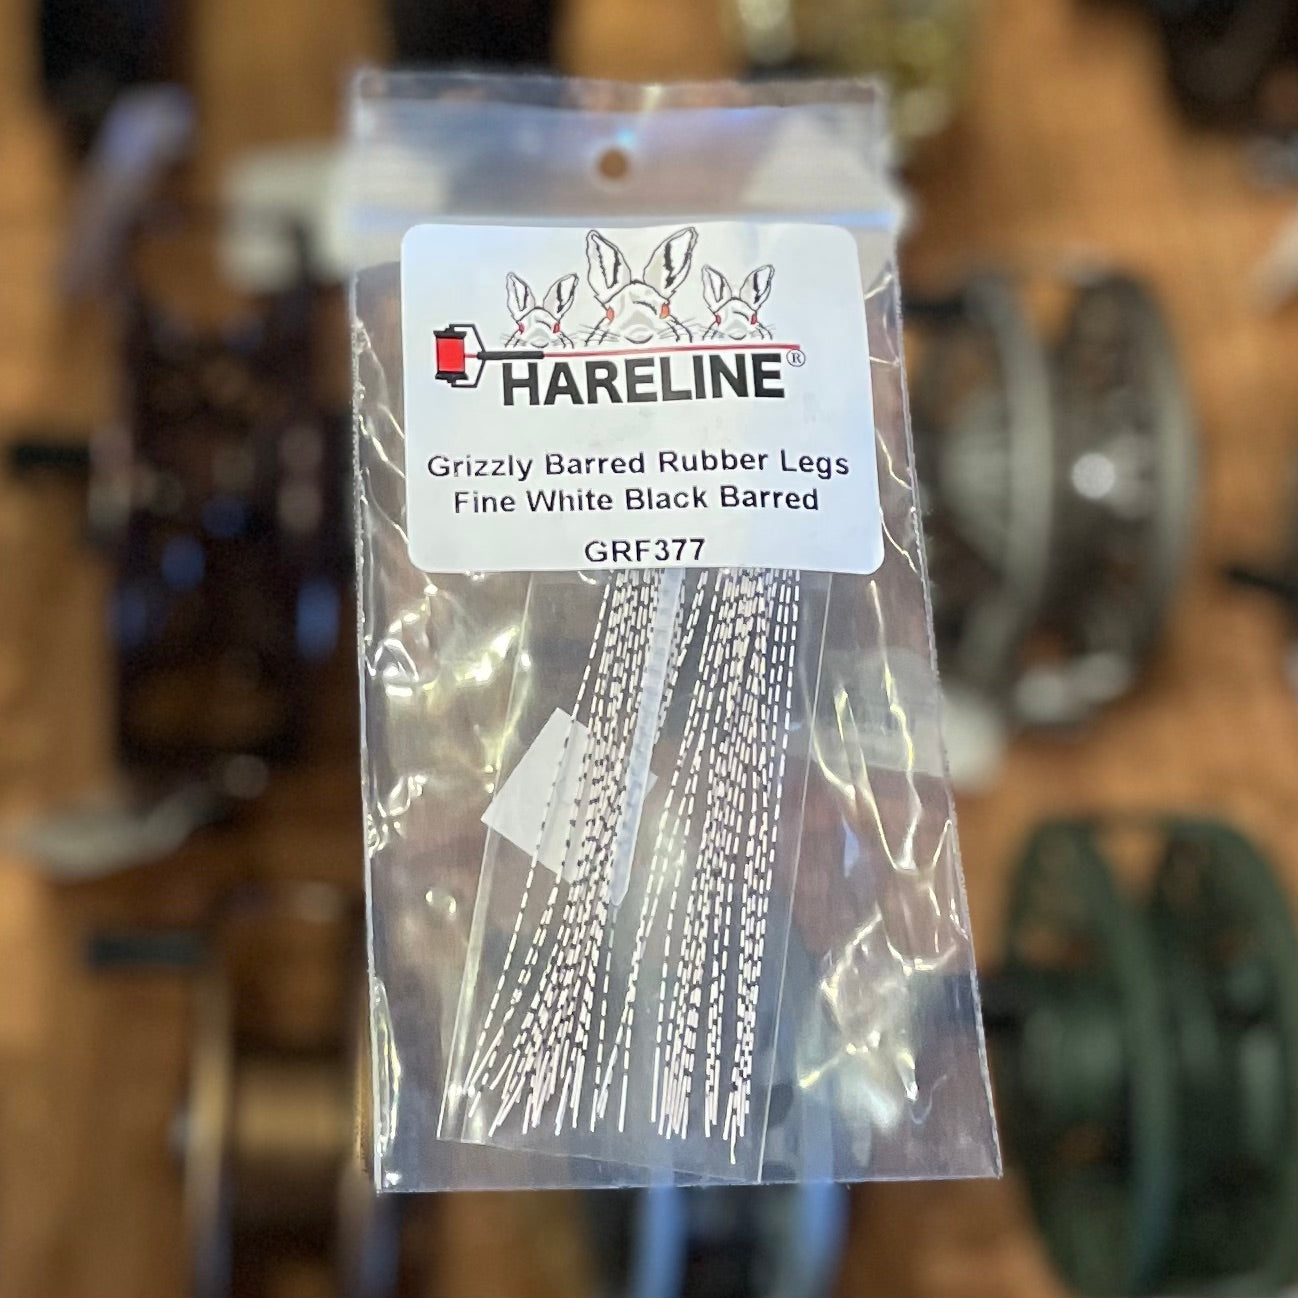 HARELINE®
Grizzly Barred Rubber Legs
Fine White Black Barred
GRF377